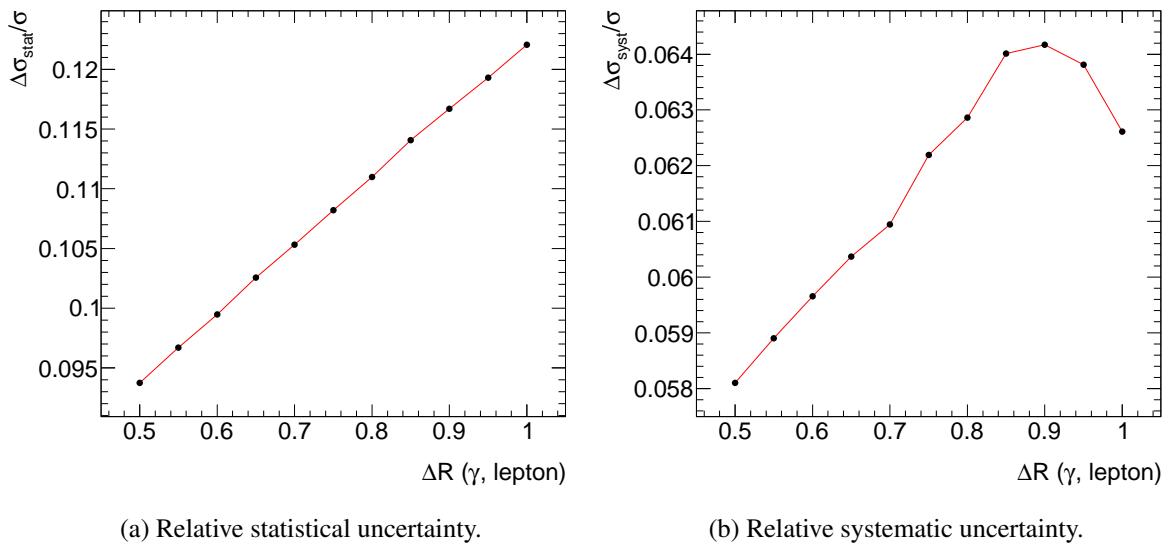 Δσstat/σ
0.12
0.115
0.11
0.105
0.1
0.095
0.5 0.6 0.7 0.8 0.9 1
ΔR (γ, lepton)
(a) Relative statistical uncertainty.
Δσsyst/σ
0.064
0.063
0.062
0.061
0.06
0.059
0.058
0.5 0.6 0.7 0.8 0.9 1
ΔR (γ, lepton)
(b) Relative systematic uncertainty.